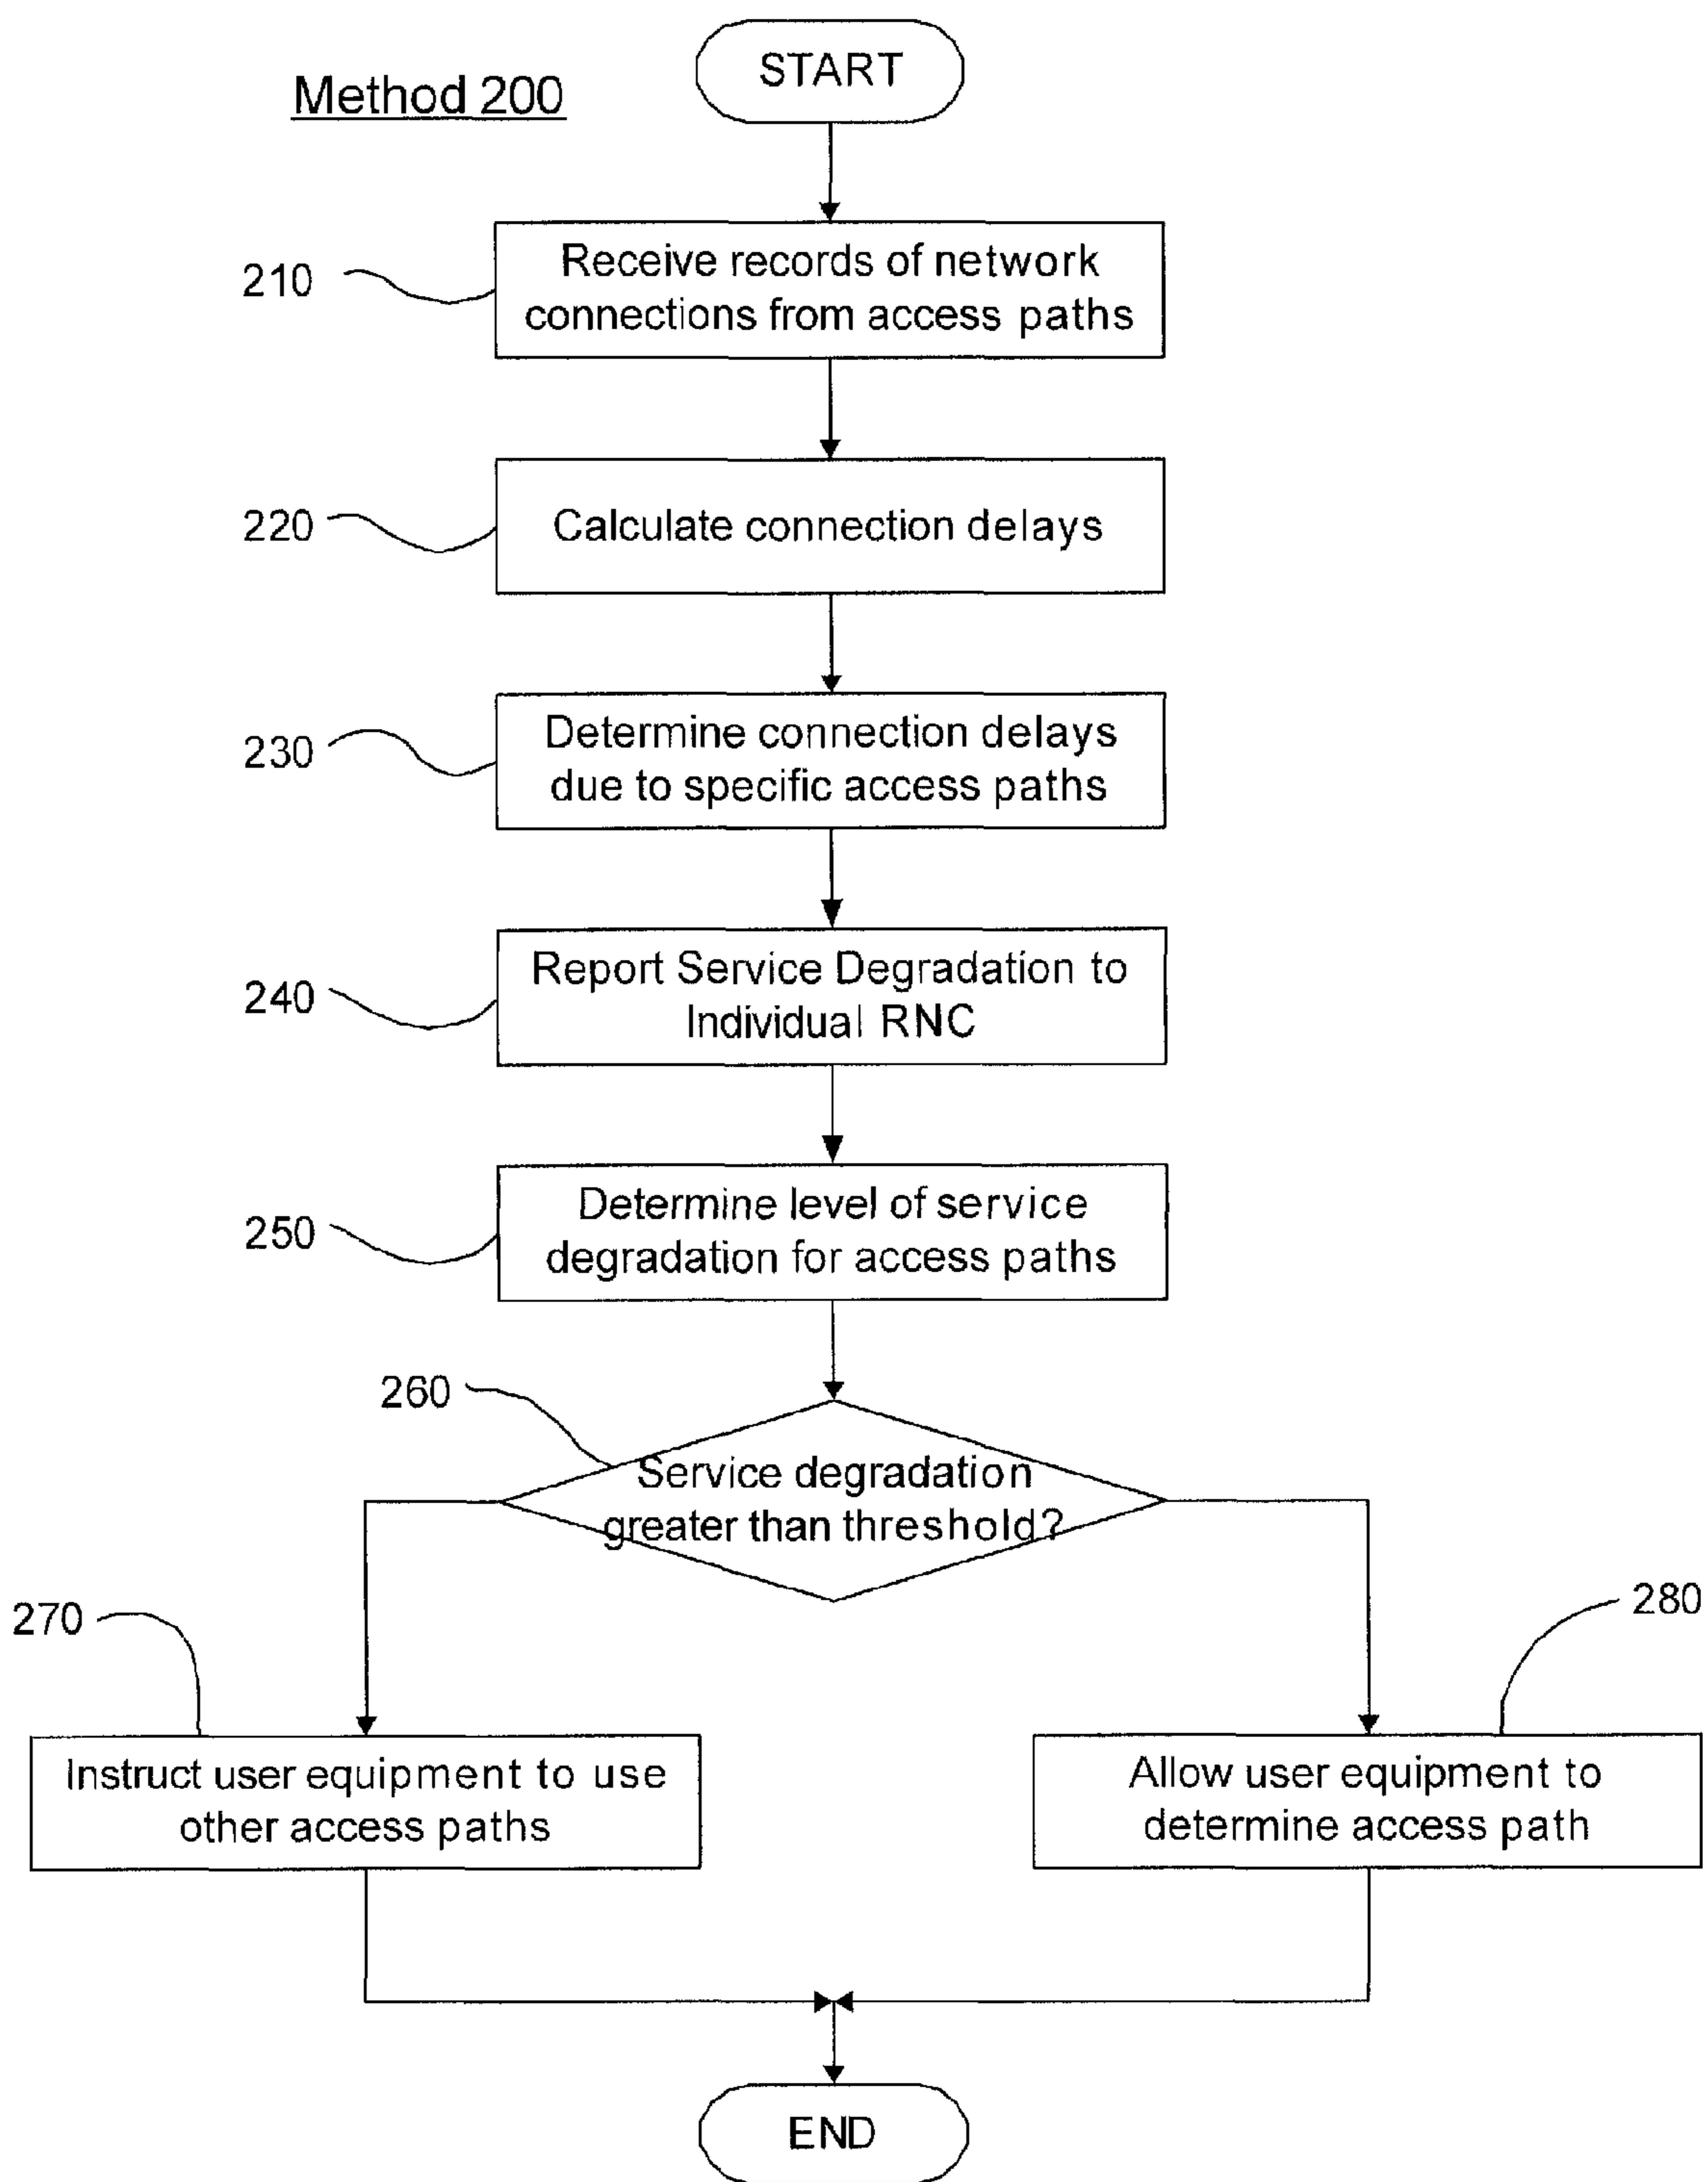 START
Method 200
210
Receive records of network
connections from access paths
220
Calculate connection delays
230
Determine connection delays
due to specific access paths
240
Report Service Degradation to
Individual RNC
250
Determine level of service
degradation for access paths
260
Service degradation
greater than threshold?
270
280
Instruct user equipment to use
other access paths
Allow user equipment to
determine access path
END